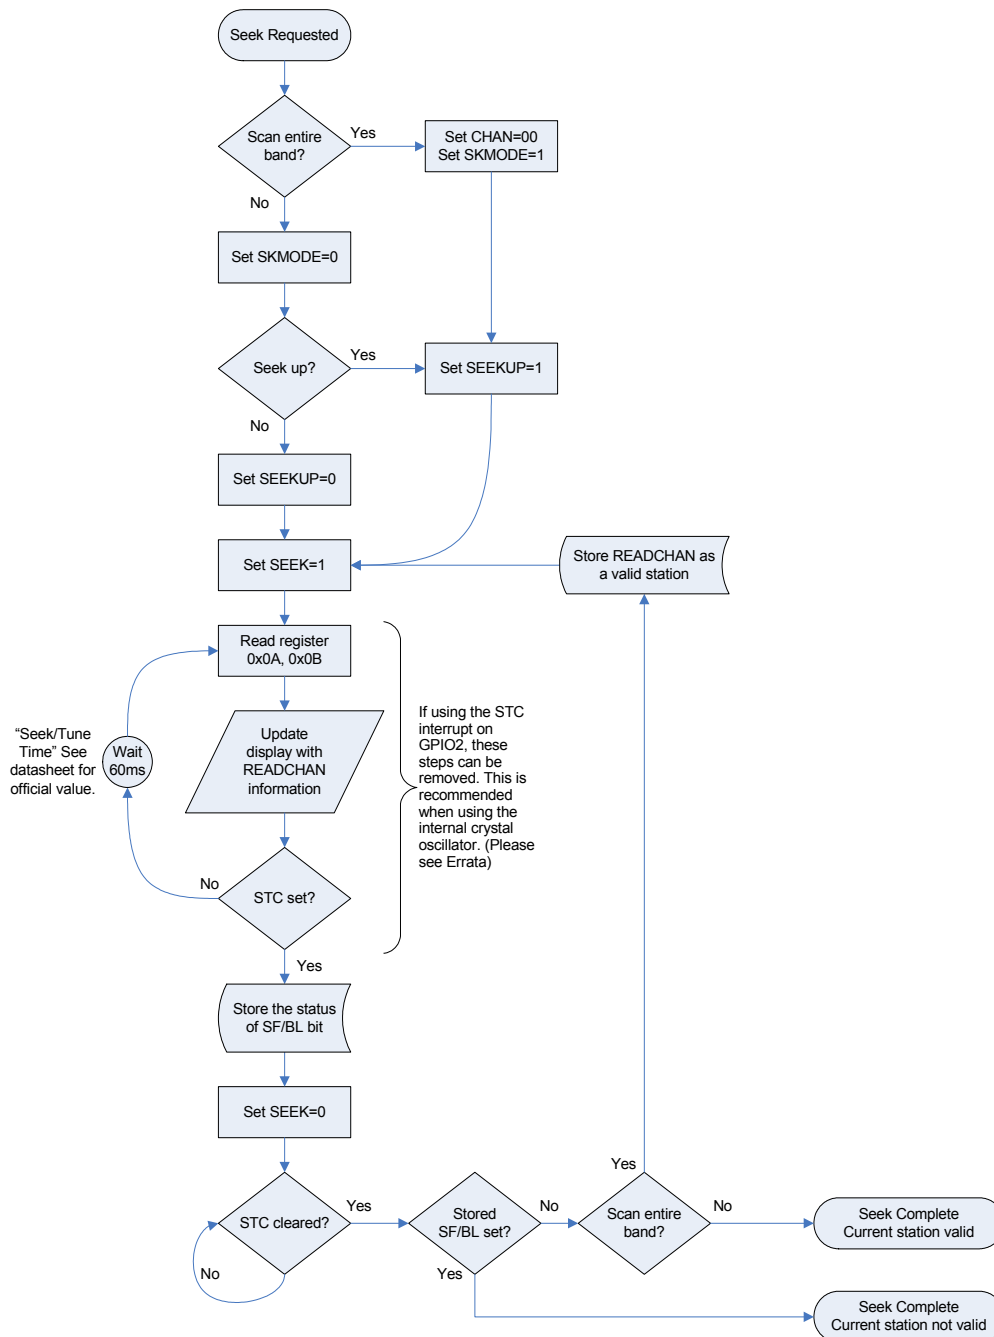 Seek Requested
Scan entire
band?
Yes
Set CHAN=00
Set SKMODE=1
No
Set SKMODE=0
Seek up?
Yes
Set SEEKUP=1
No
Set SEEKUP=0
Set SEEK=1
Store READCHAN as
a valid station
Read register
0x0A, 0x0B
"Seek/Tune
Time" See
datasheet for
official value.
Wait
60ms
Update
display with
READCHAN
information
If using the STC
interrupt on
GPIO2, these
steps can be
removed. This is
recommended
when using the
internal crystal
oscillator. (Please
see Errata)
No
STC set?
Yes
Store the status
of SF/BL bit
Set SEEK=0
STC cleared?
Yes
No
Stored
SF/BL set?
No
Yes
Scan entire
band?
Yes
No
Seek Complete
Current station valid
Seek Complete
Current station not valid